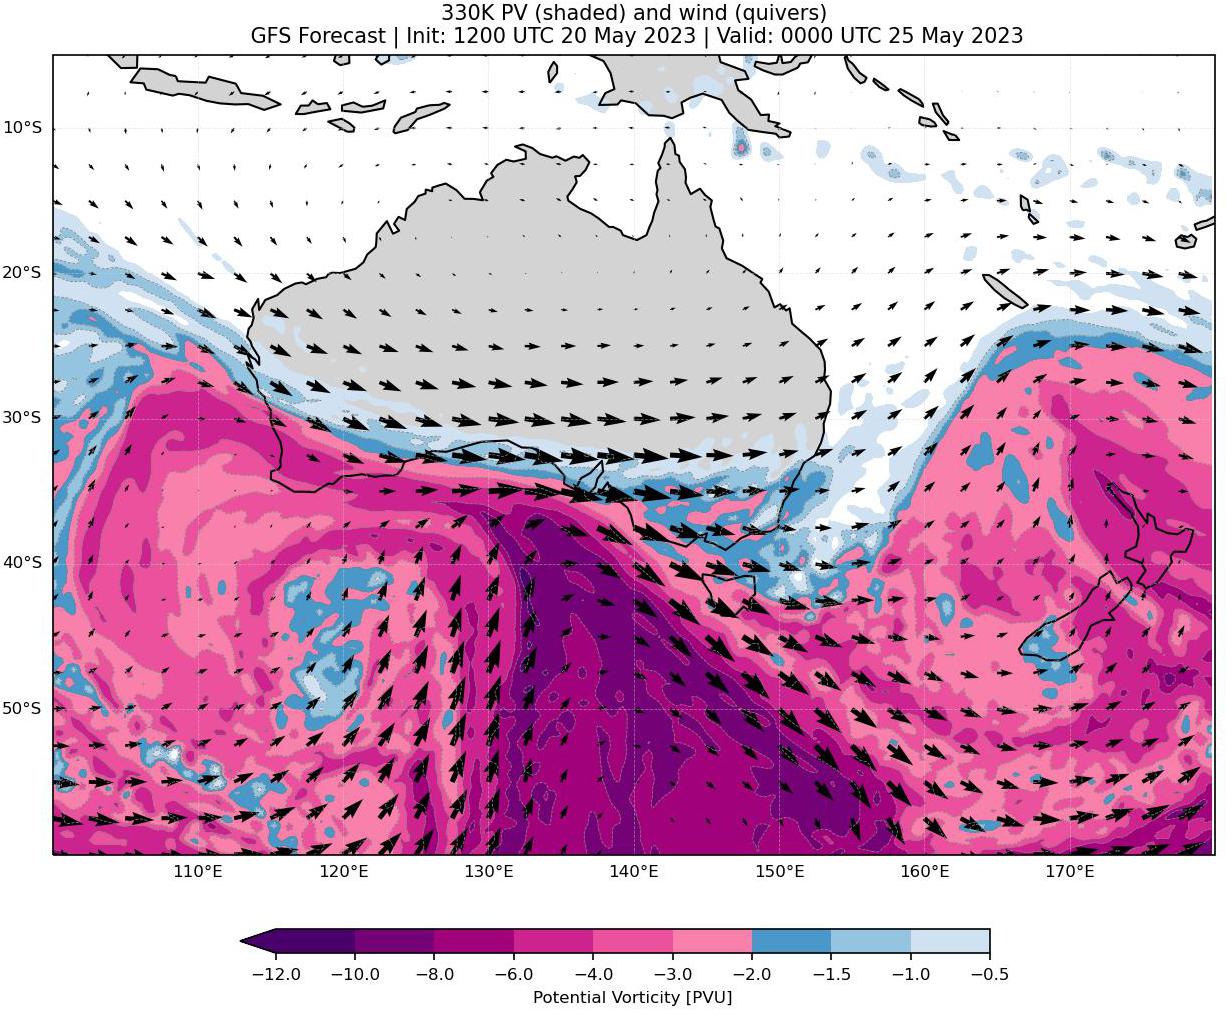 330K PV (shaded) and wind (quivers)
GFS Forecast | Init: 1200 UTC 20 May 2023 | Valid: 0000 UTC 25 May 2023
10°S
20°S
30°S
40°S
50°S
110°E 120°E 130°E 140°E 150°E 160°E 170°E
−12.0 −10.0 −8.0 −6.0 −4.0 −3.0 −2.0 −1.5 −1.0 −0.5
Potential Vorticity [PVU]